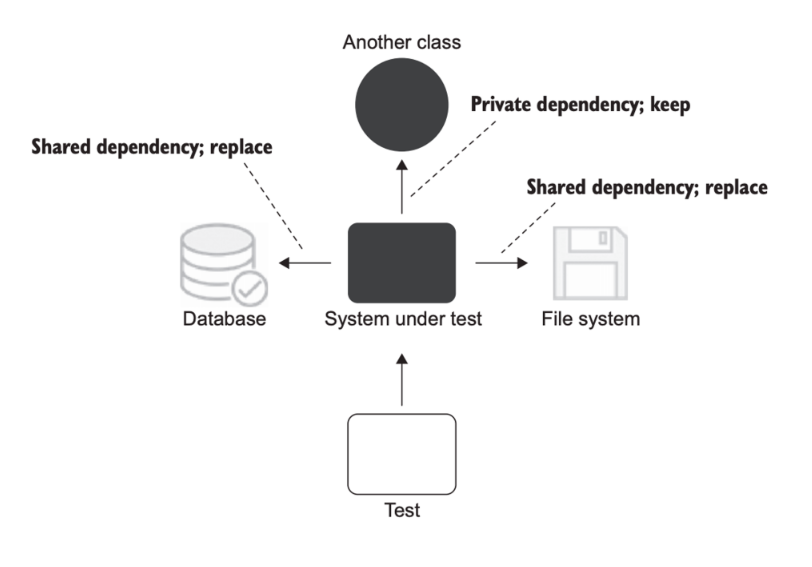 Another class
Private dependency; keep
Shared dependency; replace
Shared dependency; replace
Database
System under test
File system
Test